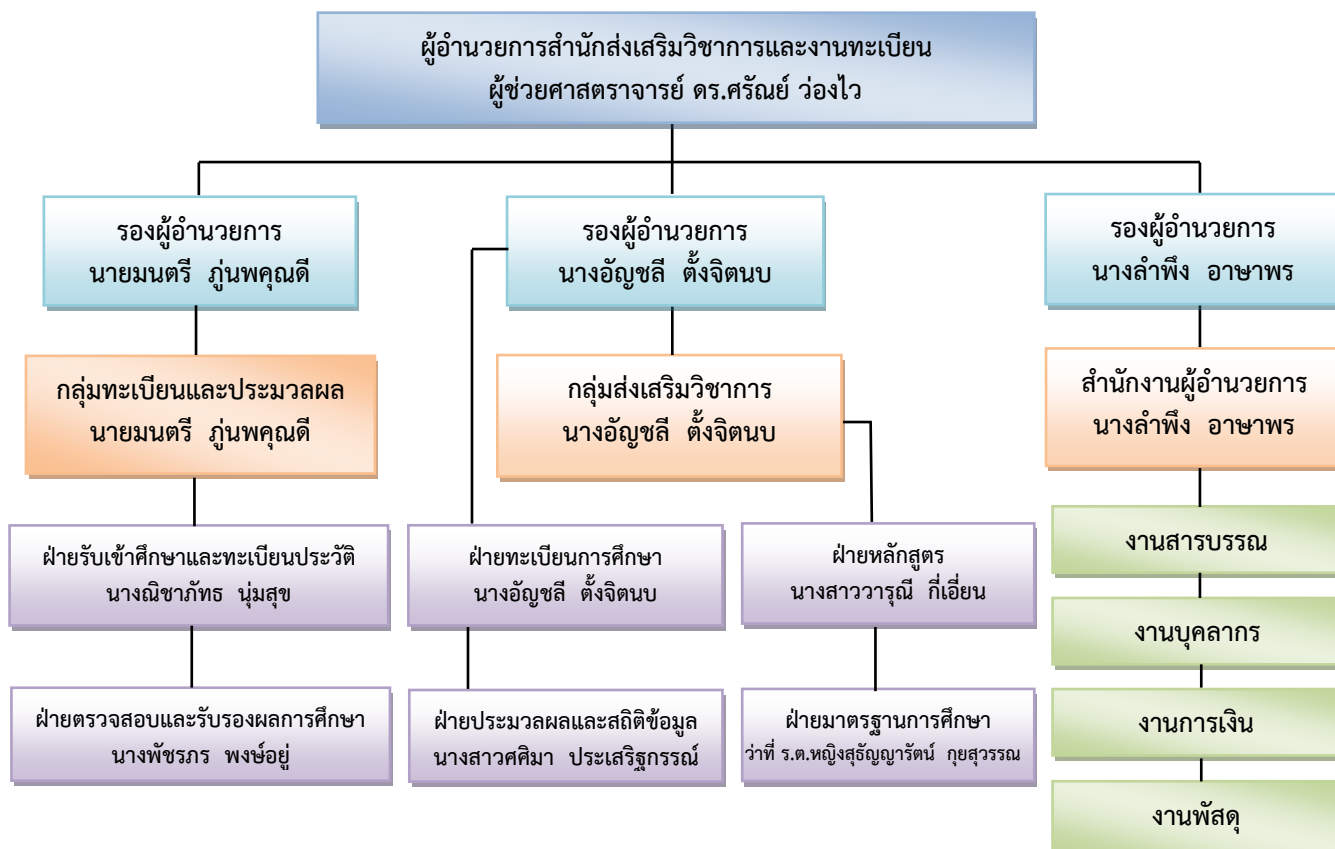 ผู้อำนวยการสำนักส่งเสริมวิชาการและงานทะเบียน
ผู้ช่วยศาสตราจารย์ ดร.ศรัณย์ ว่องไว
รองผู้อำนวยการ
นายมนตรี ภู่นพคุณดี
รองผู้อำนวยการ
นางอัญชลี ตั้งจิตนบ
รองผู้อำนวยการ
นางลำพึง อาษาพร
กลุ่มทะเบียนและประมวลผล
นายมนตรี ภู่นพคุณดี
กลุ่มส่งเสริมวิชาการ
นางอัญชลี ตั้งจิตนบ
สำนักงานผู้อำนวยการ
นางลำพึง อาษาพร
ฝ่ายรับเข้าศึกษาและทะเบียนประวัติ
นางณิชาภัทธ นุ่มสุข
ฝ่ายทะเบียนการศึกษา
นางอัญชลี ตั้งจิตนบ
ฝ่ายหลักสูตร
นางสาววารุณี กี่เอี่ยน
งานสารบรรณ
งานบุคลากร
ฝ่ายตรวจสอบและรับรองผลการศึกษา
นางพัชรภร พงษ์อยู่
ฝ่ายประมวลผลและสถิติข้อมูล
นางสาวศศิมา ประเสริฐกรรณ์
ฝ่ายมาตรฐานการศึกษา
ว่าที่ ร.ต.หญิงสุธัญญารัตน์ กุยสุวรรณ
งานการเงิน
งานพัสดุ